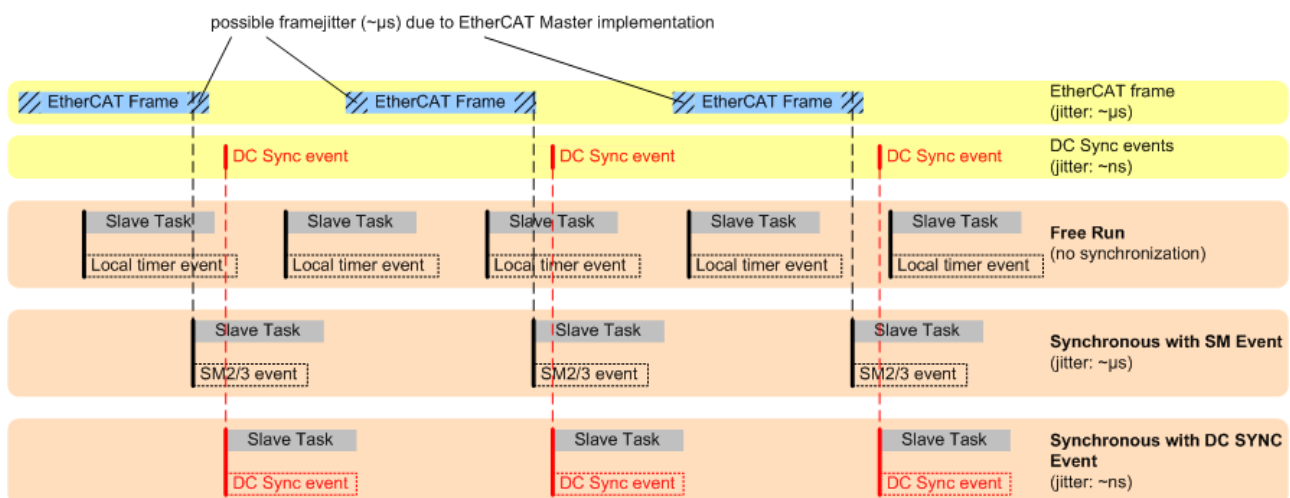 possible framejitter (~µs) due to EtherCAT Master implementation
EtherCAT Frame
EtherCAT Frame
EtherCAT Frame
EtherCAT frame
(jitter: ~µs)
DC Sync event
DC Sync event
DC Sync event
DC Sync events
(jitter: ~ns)
Slave Task
Slave Task
Slave Task
Slave Task
Slave Task
Local timer event
Local timer event
Local timer event
Local timer event
Local timer event
Free Run
(no synchronization)
Slave Task
Slave Task
Slave Task
SM2/3 event
SM2/3 event
SM2/3 event
Synchronous with SM Event
(jitter: ~µs)
Slave Task
Slave Task
Slave Task
DC Sync event
DC Sync event
DC Sync event
Synchronous with DC SYNC
Event
(jitter: ~ns)